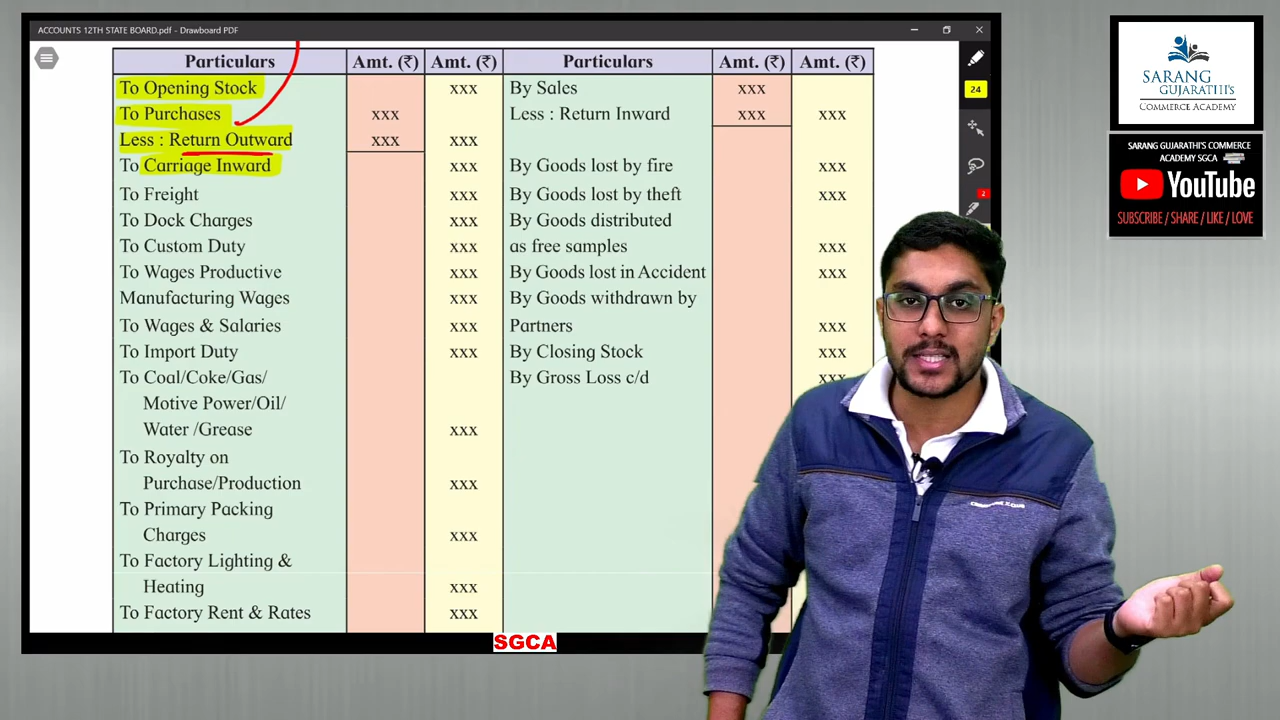 ACCOUNTS 12TH STATE BOARD.pdf - Drawboard PDF
Particulars Amt. (₹) Amt. (₹) Particulars Amt. (₹) Amt. (₹)
To Opening Stock xxx By Sales xxx
To Purchases xxx Less : Return Inward xxx xxx
Less : Return Outward xxx xxx
To Carriage Inward xxx By Goods lost by fire xxx
To Freight xxx By Goods lost by theft xxx
To Dock Charges xxx By Goods distributed
To Custom Duty xxx as free samples xxx
To Wages Productive xxx By Goods lost in Accident xxx
Manufacturing Wages xxx By Goods withdrawn by
To Wages & Salaries xxx Partners xxx
To Import Duty xxx By Closing Stock xxx
To Coal/Coke/Gas/ By Gross Loss c/d xxx
Motive Power/Oil/
Water /Grease xxx
To Royalty on
Purchase/Production xxx
To Primary Packing
Charges xxx
To Factory Lighting &
Heating xxx
To Factory Rent & Rates xxx
SGCA
24
2
SARANG
GUJARATHI'S
COMMERCE ACADEMY
SARANG GUJARATHI'S COMMERCE
ACADEMY SGCA
YouTube
SUBSCRIBE / SHARE / LIKE / LOVE